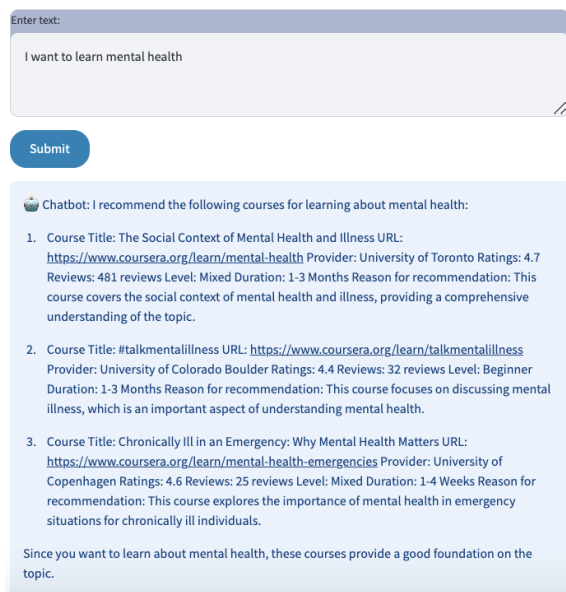 Enter text:
I want to learn mental health
Submit
🤖 Chatbot: I recommend the following courses for learning about mental health:
1. Course Title: The Social Context of Mental Health and Illness URL:
https://www.coursera.org/learn/mental-health Provider: University of Toronto Ratings: 4.7
Reviews: 481 reviews Level: Mixed Duration: 1-3 Months Reason for recommendation: This
course covers the social context of mental health and illness, providing a comprehensive
understanding of the topic.
2. Course Title: #talkmentalillness URL: https://www.coursera.org/learn/talkmentalillness
Provider: University of Colorado Boulder Ratings: 4.4 Reviews: 32 reviews Level: Beginner
Duration: 1-3 Months Reason for recommendation: This course focuses on discussing mental
illness, which is an important aspect of understanding mental health.
3. Course Title: Chronically Ill in an Emergency: Why Mental Health Matters URL:
https://www.coursera.org/learn/mental-health-emergencies Provider: University of
Copenhagen Ratings: 4.6 Reviews: 25 reviews Level: Mixed Duration: 1-4 Weeks Reason for
recommendation: This course explores the importance of mental health in emergency
situations for chronically ill individuals.
Since you want to learn about mental health, these courses provide a good foundation on the
topic.